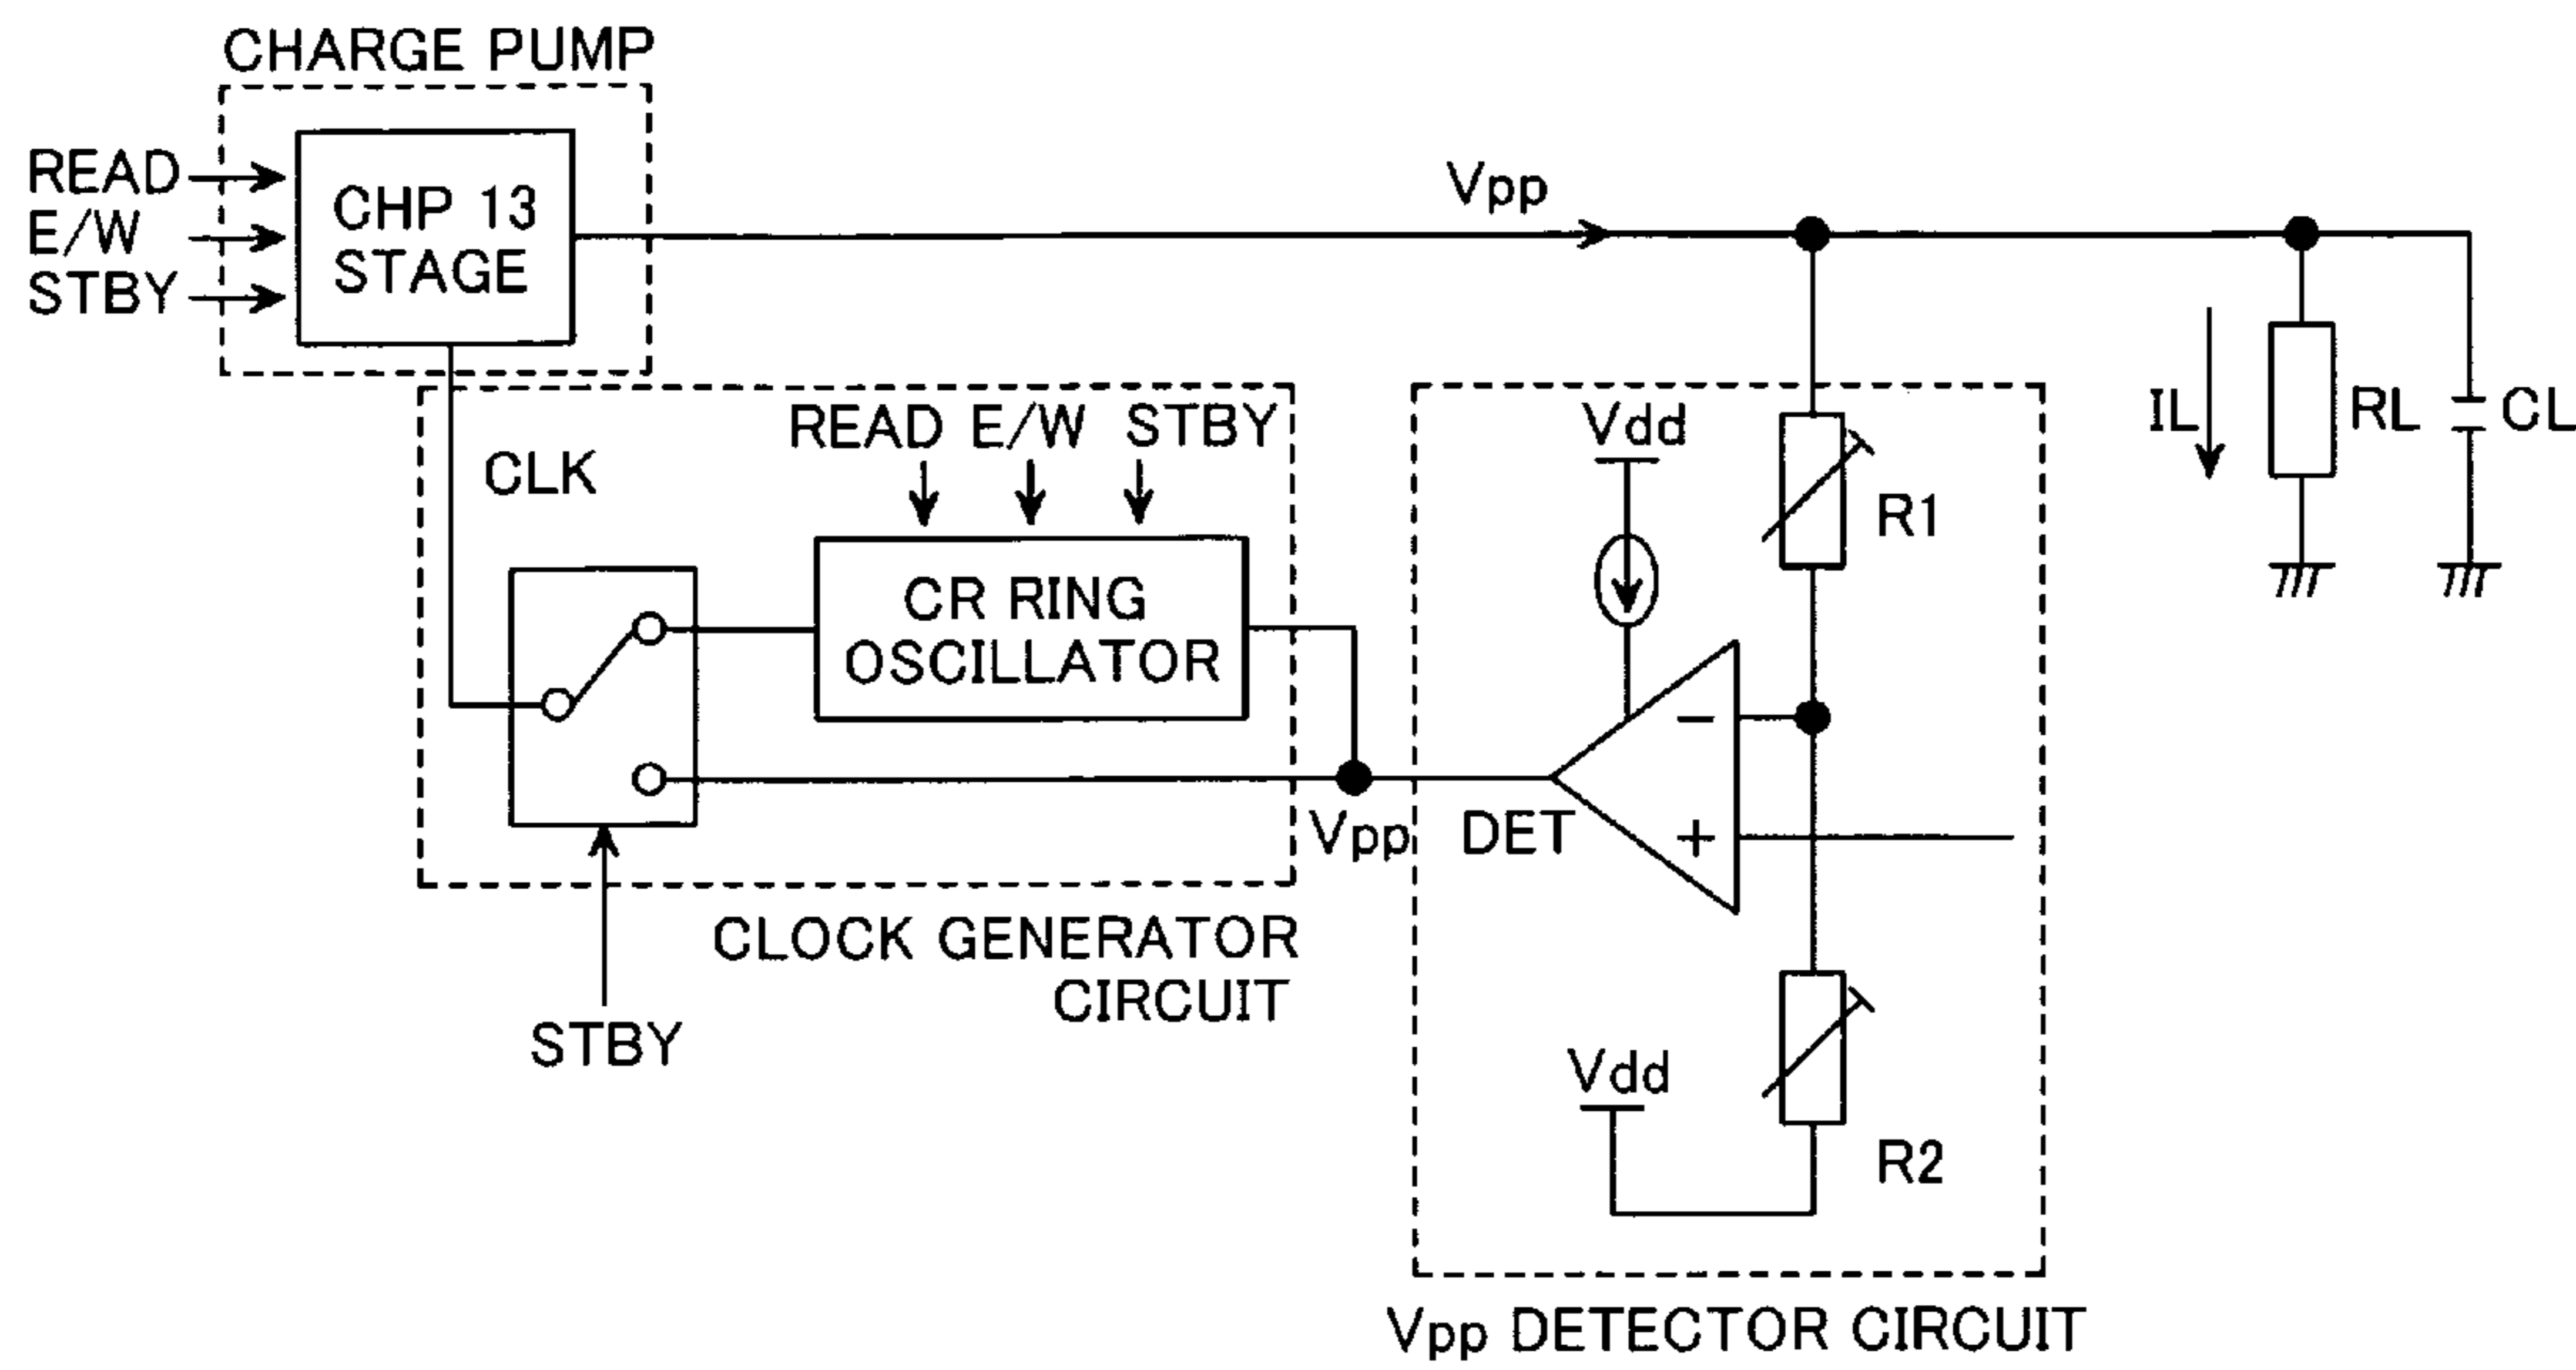 CHARGE PUMP
READ
E/W
STBY
CHP 13
STAGE
Vpp
CLK
READ E/W STBY
CR RING
OSCILLATOR
Vdd
R1
IL
RL
CL
−
+
Vpp
DET
CLOCK GENERATOR
CIRCUIT
STBY
Vdd
R2
Vpp DETECTOR CIRCUIT